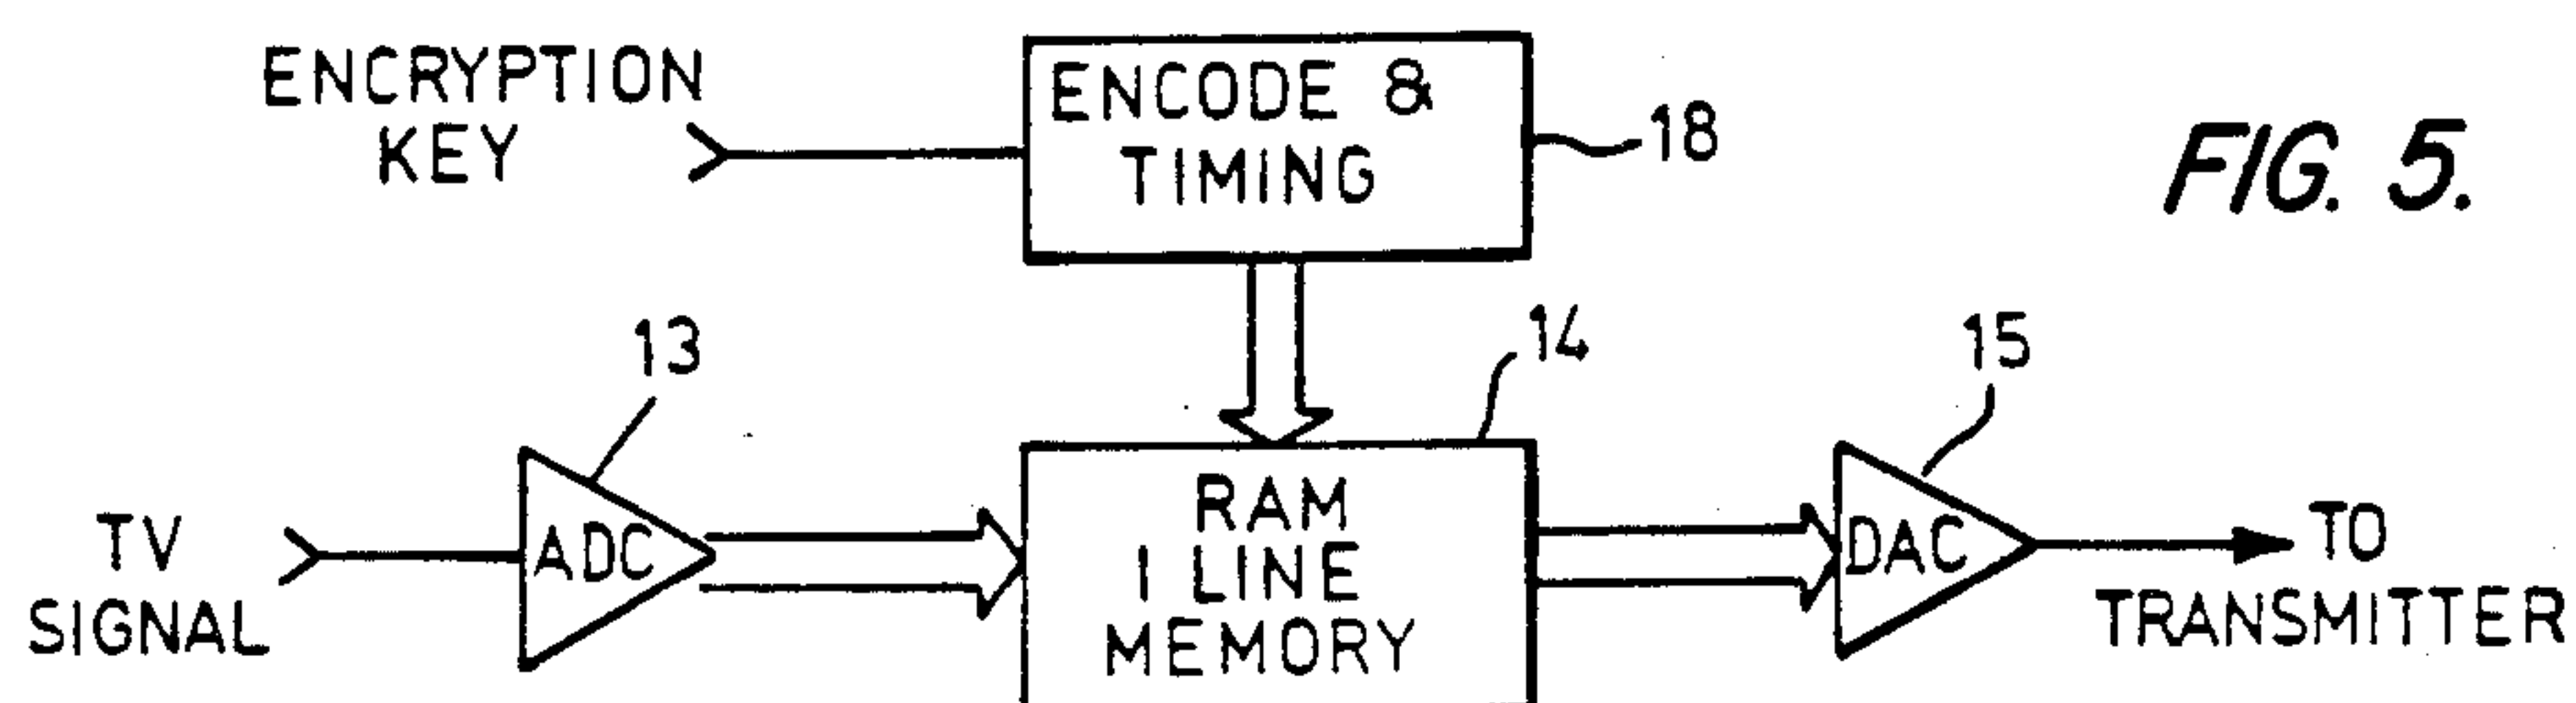 ENCRYPTION
KEY
ENCODE &
TIMING
18
FIG. 5.
13
14
15
TV
SIGNAL
ADC
RAM
1 LINE
MEMORY
DAC
TO
TRANSMITTER